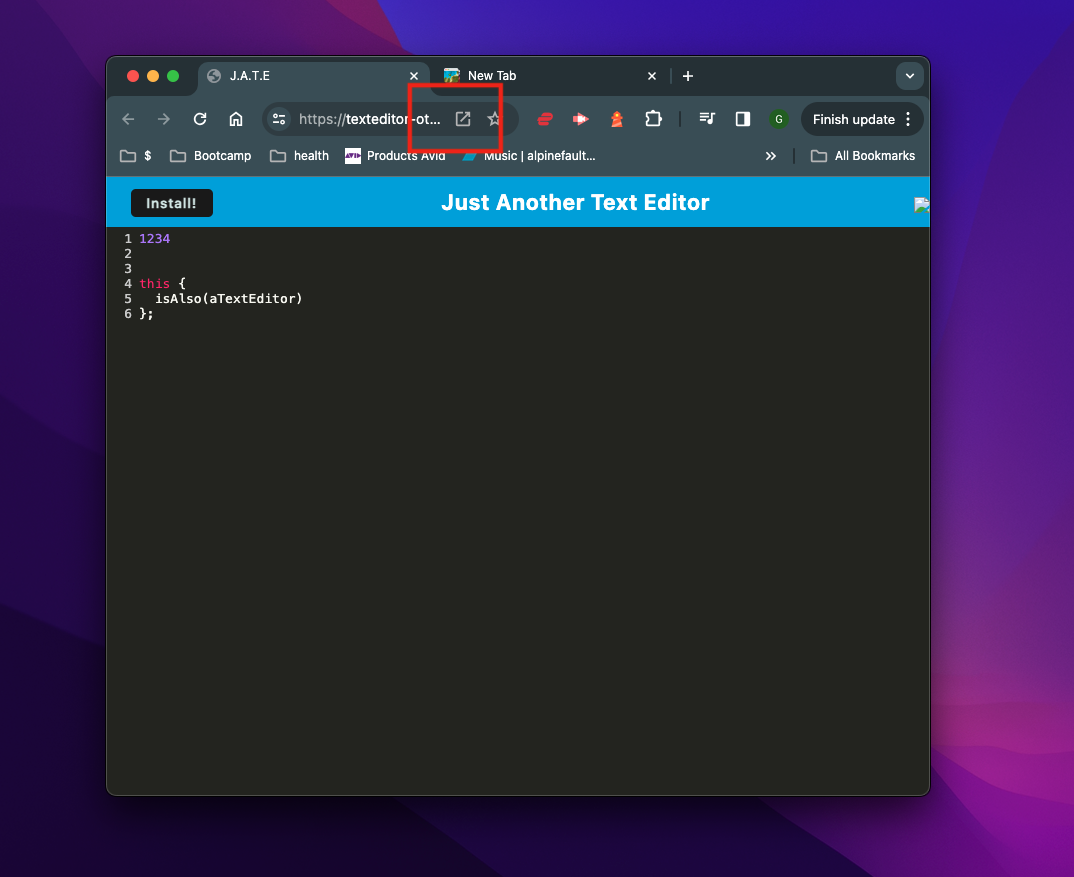 J.A.T.E New Tab
https://texteditor-ot... G Finish update
$ Bootcamp health AVID Products Avid Music | alpinefault... All Bookmarks
Install! Just Another Text Editor
1 1234
2
3
4 this {
5   isAlso(aTextEditor)
6 };